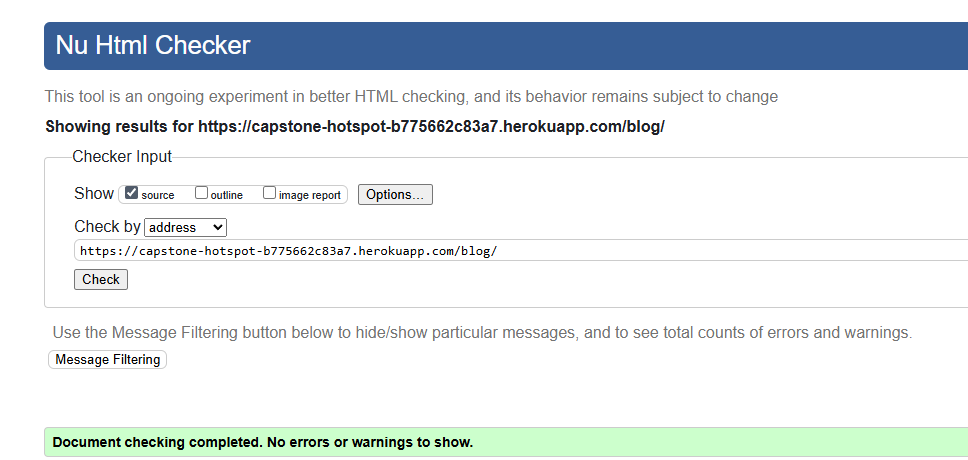 Nu Html Checker
This tool is an ongoing experiment in better HTML checking, and its behavior remains subject to change
Showing results for https://capstone-hotspot-b775662c83a7.herokuapp.com/blog/
Checker Input
Show source outline image report Options...
Check by address
https://capstone-hotspot-b775662c83a7.herokuapp.com/blog/
Check
Use the Message Filtering button below to hide/show particular messages, and to see total counts of errors and warnings.
Message Filtering
Document checking completed. No errors or warnings to show.